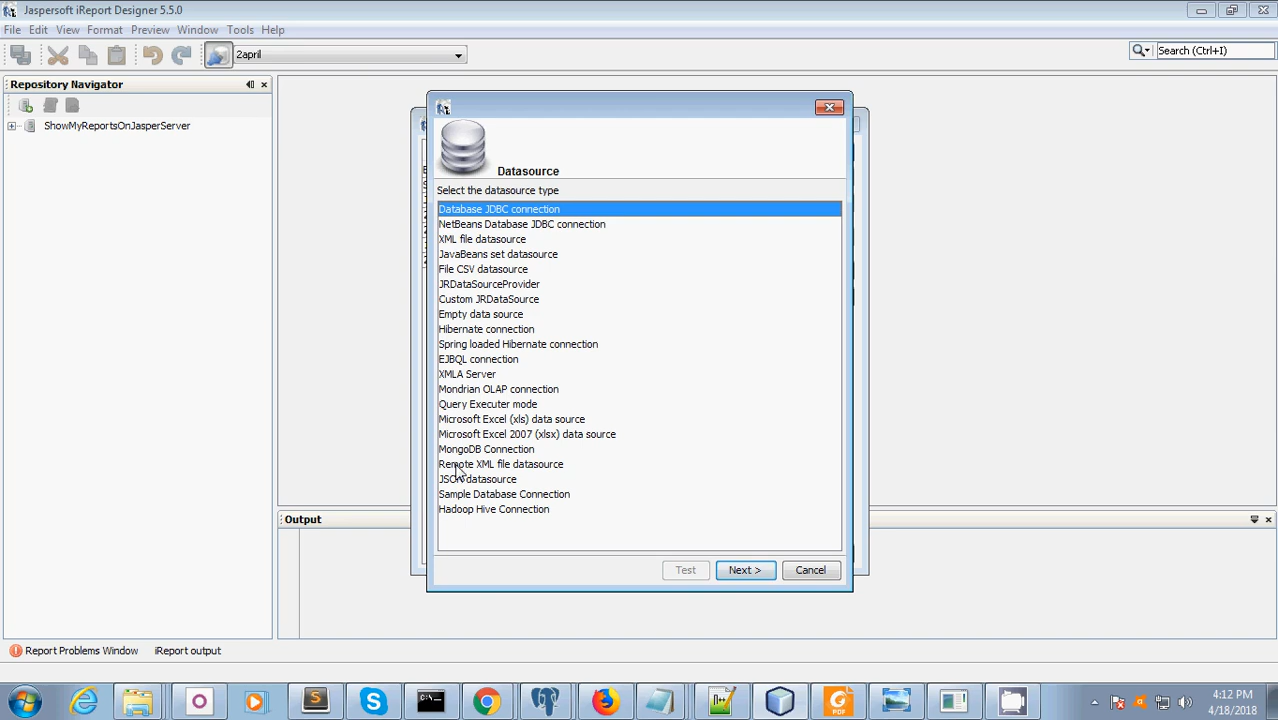 Jaspersoft iReport Designer 5.5.0
File Edit View Format Preview Window Tools Help
2april
Search (Ctrl+I)
Repository Navigator
ShowMyReportsOnJasperServer
Datasource
Select the datasource type
Database JDBC connection
NetBeans Database JDBC connection
XML file datasource
JavaBeans set datasource
File CSV datasource
JRDataSourceProvider
Custom JRDataSource
Empty data source
Hibernate connection
Spring loaded Hibernate connection
EJBQL connection
XMLA Server
Mondrian OLAP connection
Query Executer mode
Microsoft Excel (xls) data source
Microsoft Excel 2007 (xlsx) data source
MongoDB Connection
Remote XML file datasource
JSON datasource
Sample Database Connection
Hadoop Hive Connection
Test Next > Cancel
Output
Report Problems Window iReport output
4:12 PM
4/18/2018